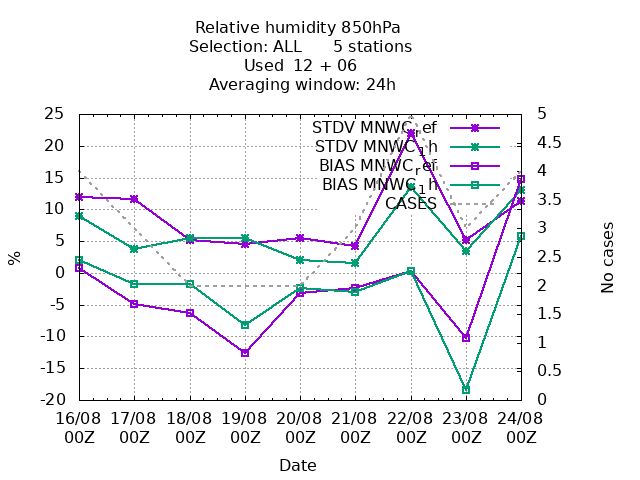 Relative humidity 850hPa
Selection: ALL      5 stations
Used  12 + 06
Averaging window: 24h
25
20
15
10
5
0
-5
-10
-15
-20
%
5
4.5
4
3.5
3
2.5
2
1.5
1
0.5
0
No cases
STDV MNWC_ref
STDV MNWC_1h
BIAS MNWC_ref
BIAS MNWC_1h
CASES
16/08 17/08 18/08 19/08 20/08 21/08 22/08 23/08 24/08
00Z 00Z 00Z 00Z 00Z 00Z 00Z 00Z 00Z
Date